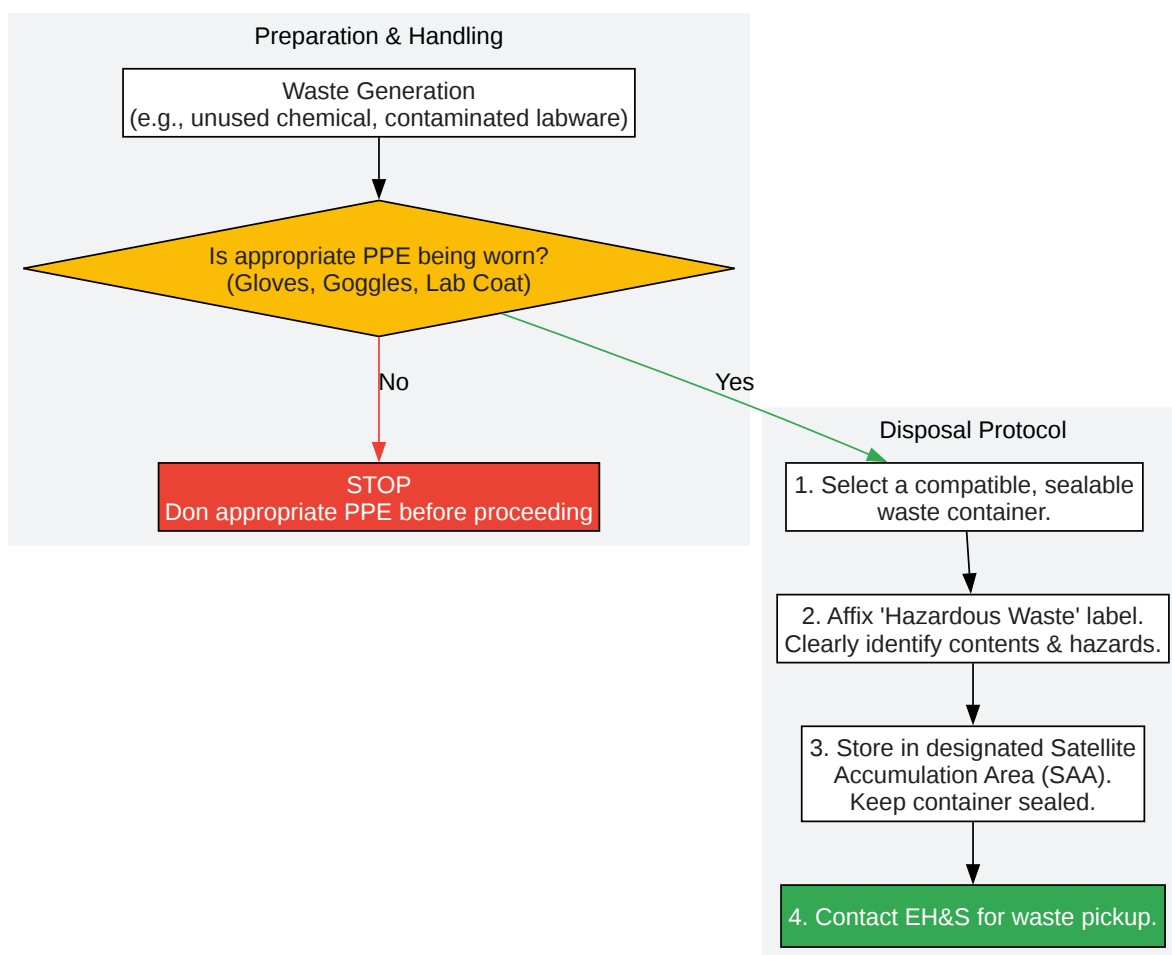 Preparation & Handling
Waste Generation
(e.g., unused chemical, contaminated labware)
Is appropriate PPE being worn?
(Gloves, Goggles, Lab Coat)
No
Yes
STOP
Don appropriate PPE before proceeding
Disposal Protocol
1. Select a compatible, sealable
waste container.
2. Affix 'Hazardous Waste' label.
Clearly identify contents & hazards.
3. Store in designated Satellite
Accumulation Area (SAA).
Keep container sealed.
4. Contact EH&S for waste pickup.